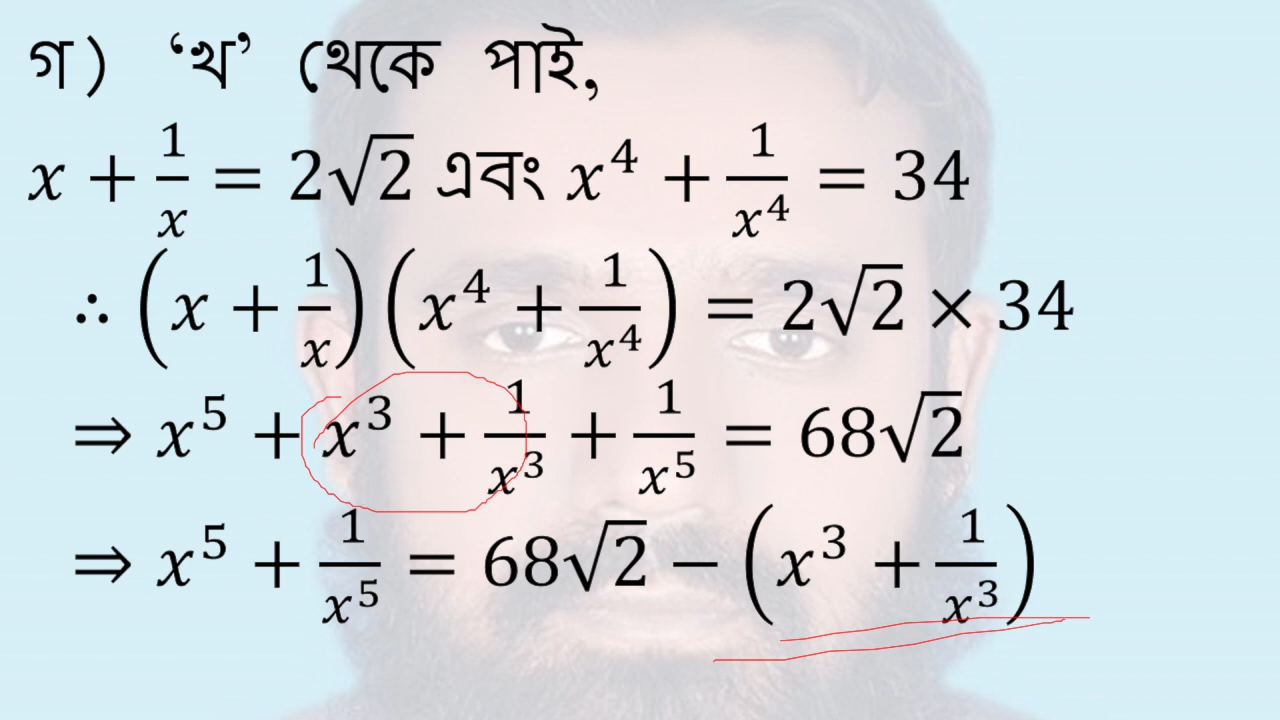 গ) ‘খ’ থেকে পাই,
x + 1/x = 2√2 এবং x⁴ + 1/x⁴ = 34
∴ (x + 1/x)(x⁴ + 1/x⁴) = 2√2 × 34
⇒ x⁵ + x³ + 1/x³ + 1/x⁵ = 68√2
⇒ x⁵ + 1/x⁵ = 68√2 − (x³ + 1/x³)